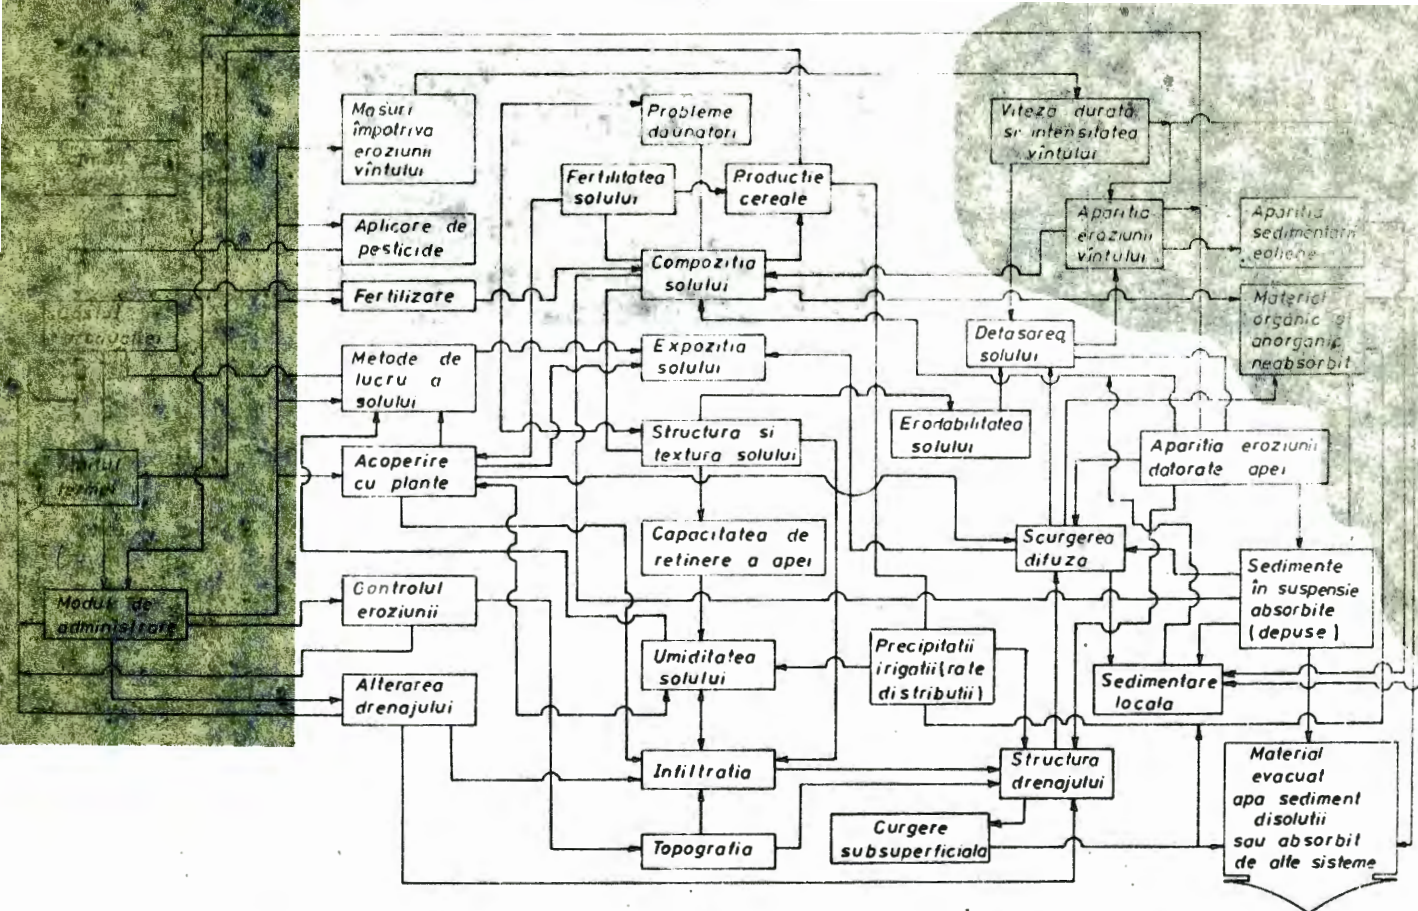 Masuri
împotriva
eroziunii
vîntului
Aplicare de
pesticide
Fertilizare
Metode de
lucru a
solului
Acoperire
cu plante
Controlul
eroziunii
Alterarea
drenajului
Modul de
administrare
Probleme
daunatori
Fertilitatea
solului
Productie
cereale
Compozitia
solului
Expozitia
solului
Structura si
textura solului
Capacitatea de
retinere a apei
Umiditatea
solului
Infiltratia
Topografia
Precipitatii
irigatii(rate
distributii)
Curgere
subsuperficiala
Erodabilitatea
solului
Detasarea
solului
Viteza durată
si intensitatea
vîntului
Aparitia
eroziunii
vîntului
Aparitia
sedimentarii
eoliene
Material
organic si
anorganic
neabsorbit
Aparitia eroziunii
datorate apei
Scurgerea
difuza
Sedimente
în suspensie
absorbite
(depuse)
Sedimentare
locala
Structura
drenajului
Material
evacuat
apa sediment
disolutii
sau absorbit
de alte sisteme